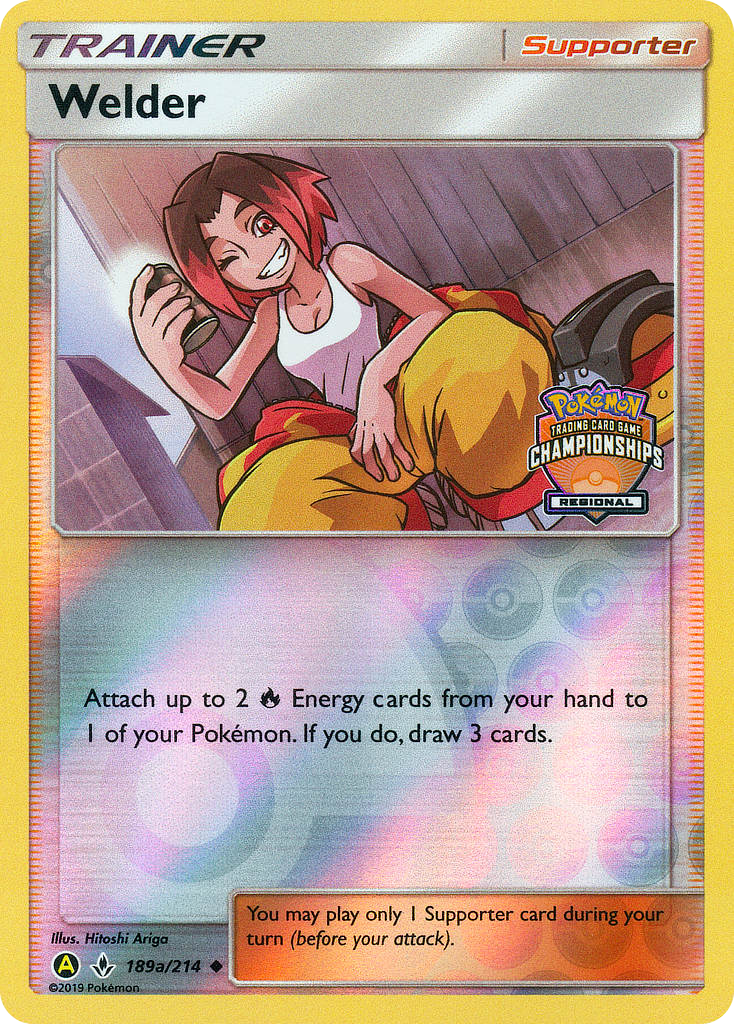 TRAINER
Supporter
Welder
POKéMON
TRADING CARD GAME
CHAMPIONSHIPS
REGIONAL
Attach up to 2 Energy cards from your hand to
1 of your Pokémon. If you do, draw 3 cards.
You may play only 1 Supporter card during your
turn (before your attack).
Illus. Hitoshi Ariga
A 189a/214
©2019 Pokémon